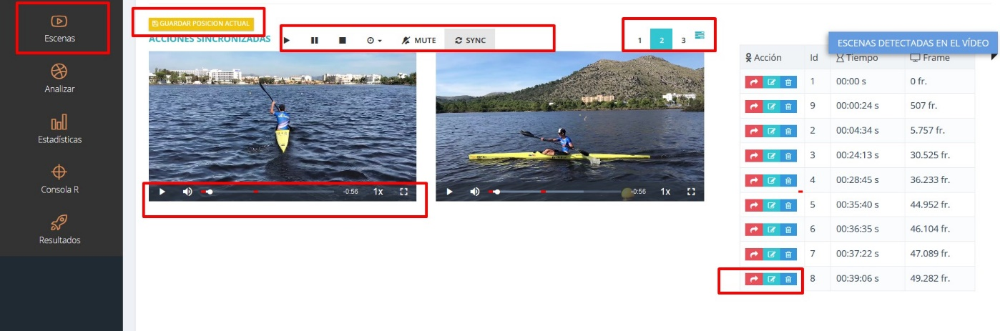 Escenas
Analizar
Estadísticas
Consola R
Resultados
GUARDAR POSICION ACTUAL
ACCIONES SINCRONIZADAS
MUTE SYNC
1 2 3
-0:56 1x
-0:56 1x
ESCENAS DETECTADAS EN EL VÍDEO
Acción Id Tiempo Frame
1 00:00 s 0 fr.
9 00:00:24 s 507 fr.
2 00:04:34 s 5.757 fr.
3 00:24:13 s 30.525 fr.
4 00:28:45 s 36.233 fr.
5 00:35:40 s 44.952 fr.
6 00:36:35 s 46.104 fr.
7 00:37:22 s 47.089 fr.
8 00:39:06 s 49.282 fr.